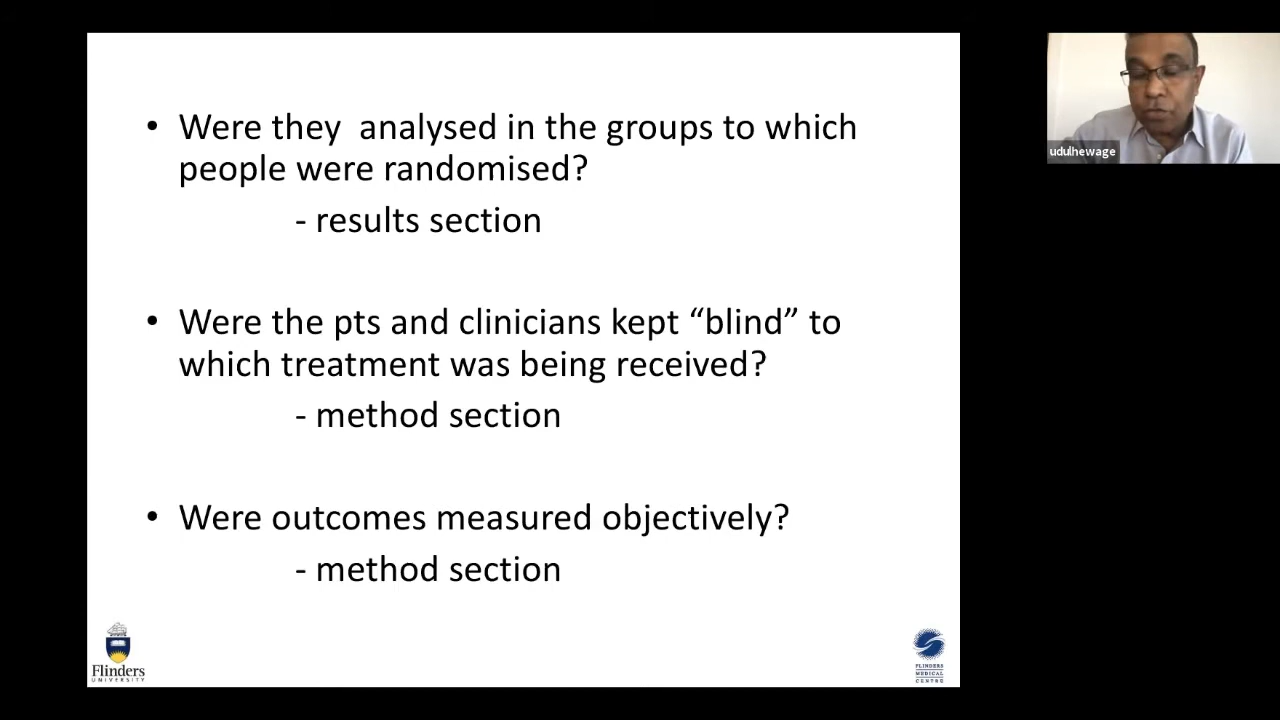 • Were they  analysed in the groups to which
people were randomised?
- results section
• Were the pts and clinicians kept “blind” to
which treatment was being received?
- method section
• Were outcomes measured objectively?
- method section
udulhewage
Flinders
UNIVERSITY
FLINDERS
MEDICAL
CENTRE